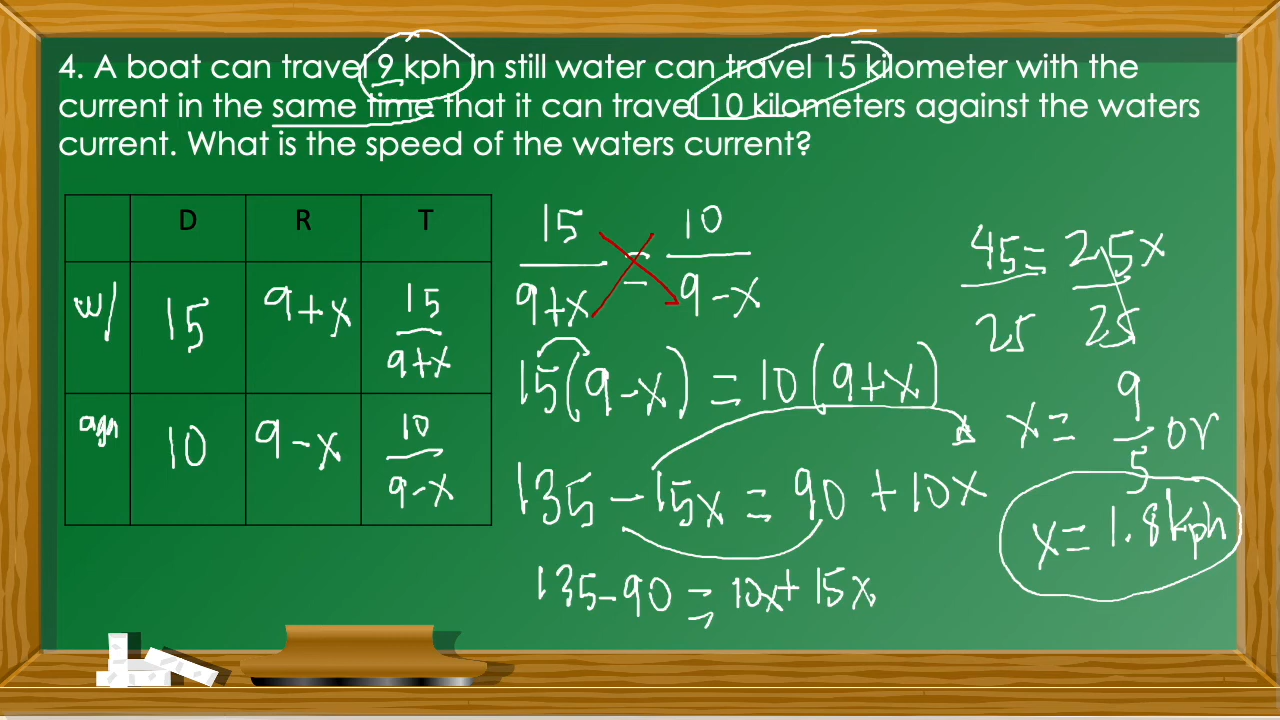 4. A boat can travel 9 kph in still water can travel 15 kilometer with the
current in the same time that it can travel 10 kilometers against the waters
current. What is the speed of the waters current?
D R T
w/ 15 9+x 15/(9+x)
agn 10 9-x 10/(9-x)
15/(9+x) = 10/(9-x)
15(9-x) = 10(9+x)
135 - 15x = 90 + 10x
135-90 = 10x + 15x
45/25 = 25x/25
x = 9/5 or
x = 1.8kph